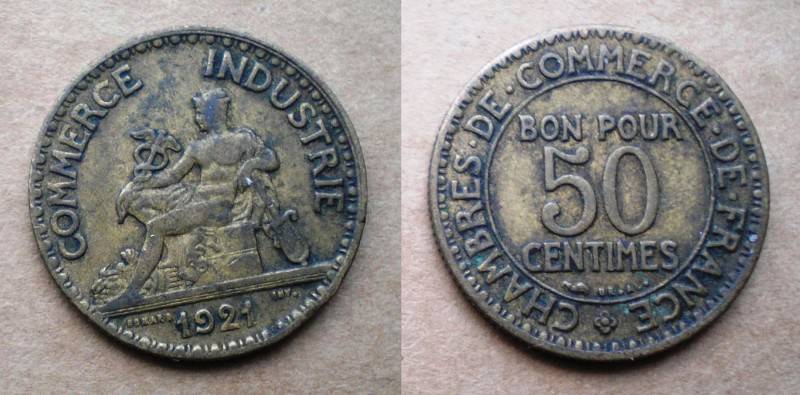 COMMERCE INDUSTRIE
1921
CHAMBRES·DE·COMMERCE·DE·FRANCE
BON POUR
50
CENTIMES